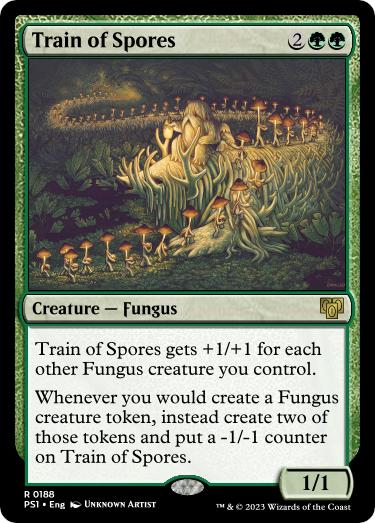 Train of Spores 2
Creature — Fungus
Train of Spores gets +1/+1 for each
other Fungus creature you control.
Whenever you would create a Fungus
creature token, instead create two of
those tokens and put a -1/-1 counter
on Train of Spores.
1/1
R 0188
PS1 • Eng Unknown Artist
™ & © 2023 Wizards of the Coast